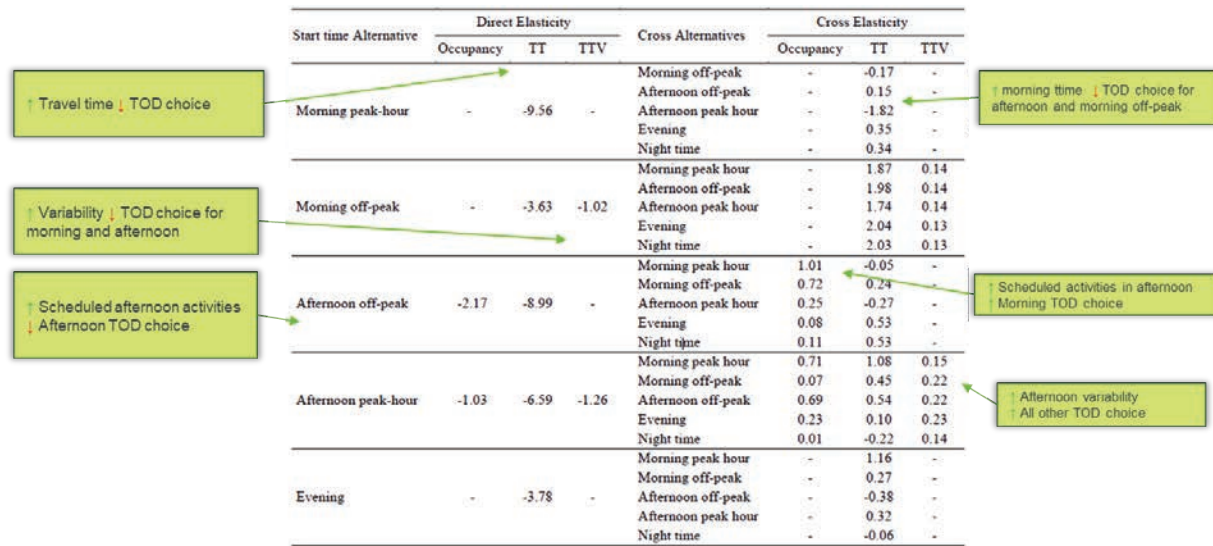 Start time Alternative Direct Elasticity Cross Alternatives Cross Elasticity
Occupancy TT TTV Occupancy TT TTV
Morning peak-hour - -9.56 -
Morning off-peak - -0.17 -
Afternoon off-peak - 0.15 -
Afternoon peak hour - -1.82 -
Evening - 0.35 -
Night time - 0.34 -
Morning off-peak - -3.63 -1.02
Morning peak hour - 1.87 0.14
Afternoon off-peak - 1.98 0.14
Afternoon peak hour - 1.74 0.14
Evening - 2.04 0.13
Night time - 2.03 0.13
Afternoon off-peak -2.17 -8.99 -
Morning peak hour 1.01 -0.05 -
Morning off-peak 0.72 0.24 -
Afternoon peak hour 0.25 -0.27 -
Evening 0.08 0.53 -
Night time 0.11 0.53 -
Afternoon peak-hour -1.03 -6.59 -1.26
Morning peak hour 0.71 1.08 0.15
Morning off-peak 0.07 0.45 0.22
Afternoon off-peak 0.69 0.54 0.22
Evening 0.23 0.10 0.23
Night time 0.01 -0.22 0.14
Evening - -3.78 -
Morning peak hour - 1.16 -
Morning off-peak - 0.27 -
Afternoon off-peak - -0.38 -
Afternoon peak hour - 0.32 -
Night time - -0.06 -
↑ Travel time ↓ TOD choice
↑ Variability ↓ TOD choice for
morning and afternoon
↑ Scheduled afternoon activities
↓ Afternoon TOD choice
↑ morning ttime ↓ TOD choice for
afternoon and morning off-peak
↑ Scheduled activities in afternoon
↑ Morning TOD choice
↑ Afternoon variability
↑ All other TOD choice